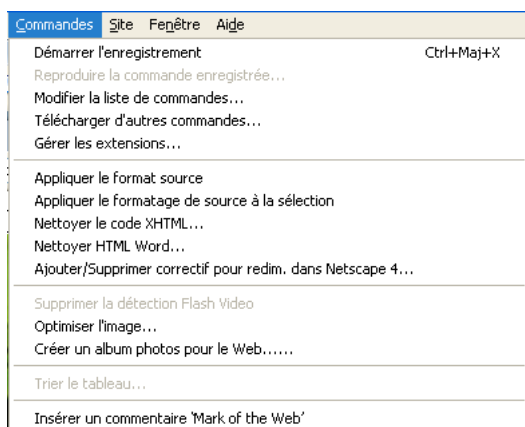 Commandes Site Fenêtre Aide
Démarrer l'enregistrement Ctrl+Maj+X
Reproduire la commande enregistrée...
Modifier la liste de commandes...
Télécharger d'autres commandes...
Gérer les extensions...
Appliquer le format source
Appliquer le formatage de source à la sélection
Nettoyer le code XHTML...
Nettoyer HTML Word...
Ajouter/Supprimer correctif pour redim. dans Netscape 4...
Supprimer la détection Flash Video
Optimiser l'image...
Créer un album photos pour le Web......
Trier le tableau...
Insérer un commentaire 'Mark of the Web'